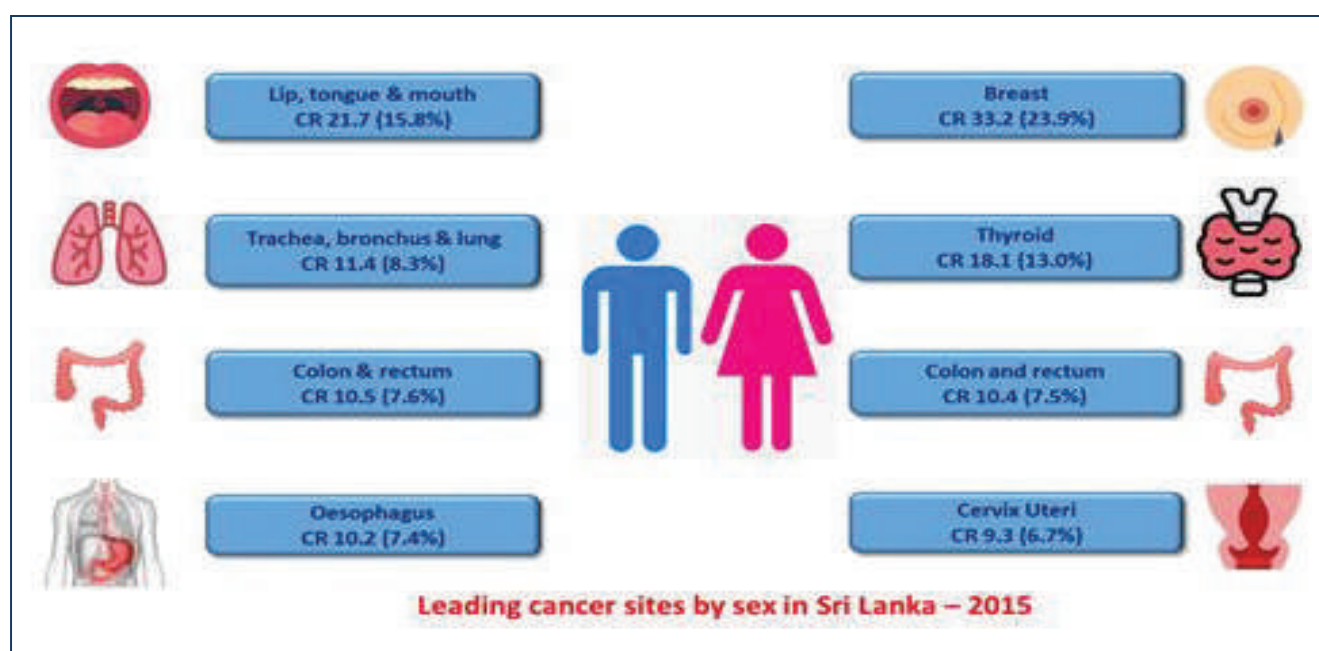 Lip, tongue & mouth
CR 21.7 (15.8%)
Trachea, bronchus & lung
CR 11.4 (8.3%)
Colon & rectum
CR 10.5 (7.6%)
Oesophagus
CR 10.2 (7.4%)
Breast
CR 33.2 (23.9%)
Thyroid
CR 18.1 (13.0%)
Colon and rectum
CR 10.4 (7.5%)
Cervix Uteri
CR 9.3 (6.7%)
Leading cancer sites by sex in Sri Lanka – 2015